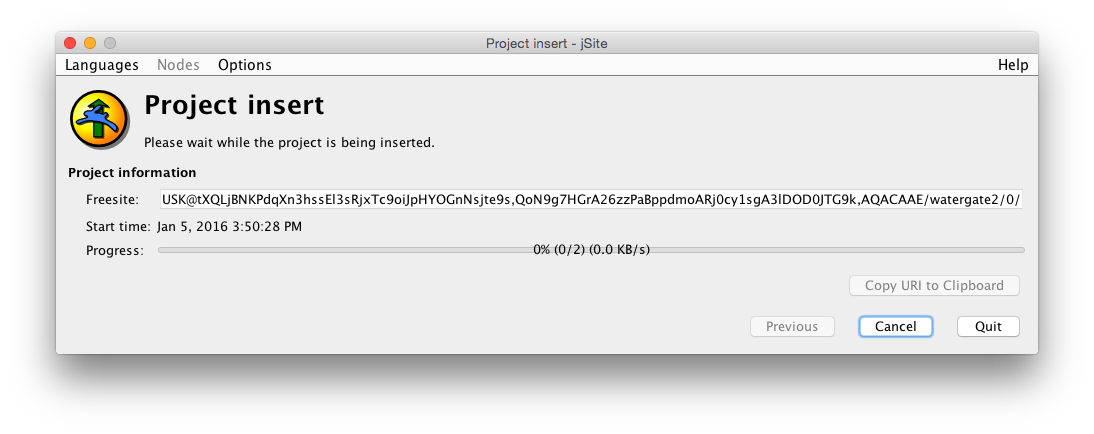 Project insert - jSite
Languages Nodes Options Help
Project insert
Please wait while the project is being inserted.
Project information
Freesite: USK@tXQLjBNKPdqXn3hssEl3sRjxTc9oiJpHYOGnNsjte9s,QoN9g7HGrA26zzPaBppdmoARj0cy1sgA3lDOD0JTG9k,AQACAAE/watergate2/0/
Start time: Jan 5, 2016 3:50:28 PM
Progress: 0% (0/2) (0.0 KB/s)
Copy URI to Clipboard
Previous Cancel Quit